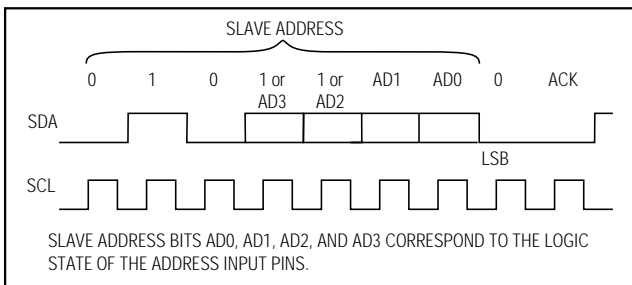 SLAVE ADDRESS
0 1 0 1 or AD3 1 or AD2 AD1 AD0 0 ACK
SDA
LSB
SCL
SLAVE ADDRESS BITS AD0, AD1, AD2, AND AD3 CORRESPOND TO THE LOGIC
STATE OF THE ADDRESS INPUT PINS.